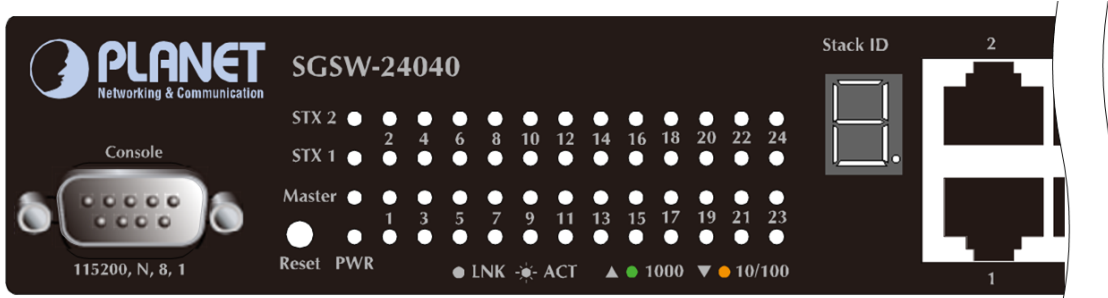 PLANET
Networking & Communication
SGSW-24040
Stack ID
2
STX 2
2 4 6 8 10 12 14 16 18 20 22 24
STX 1
Console
Master
1 3 5 7 9 11 13 15 17 19 21 23
Reset PWR
115200, N, 8, 1
LNK ACT ▲ 1000 ▼ 10/100
1